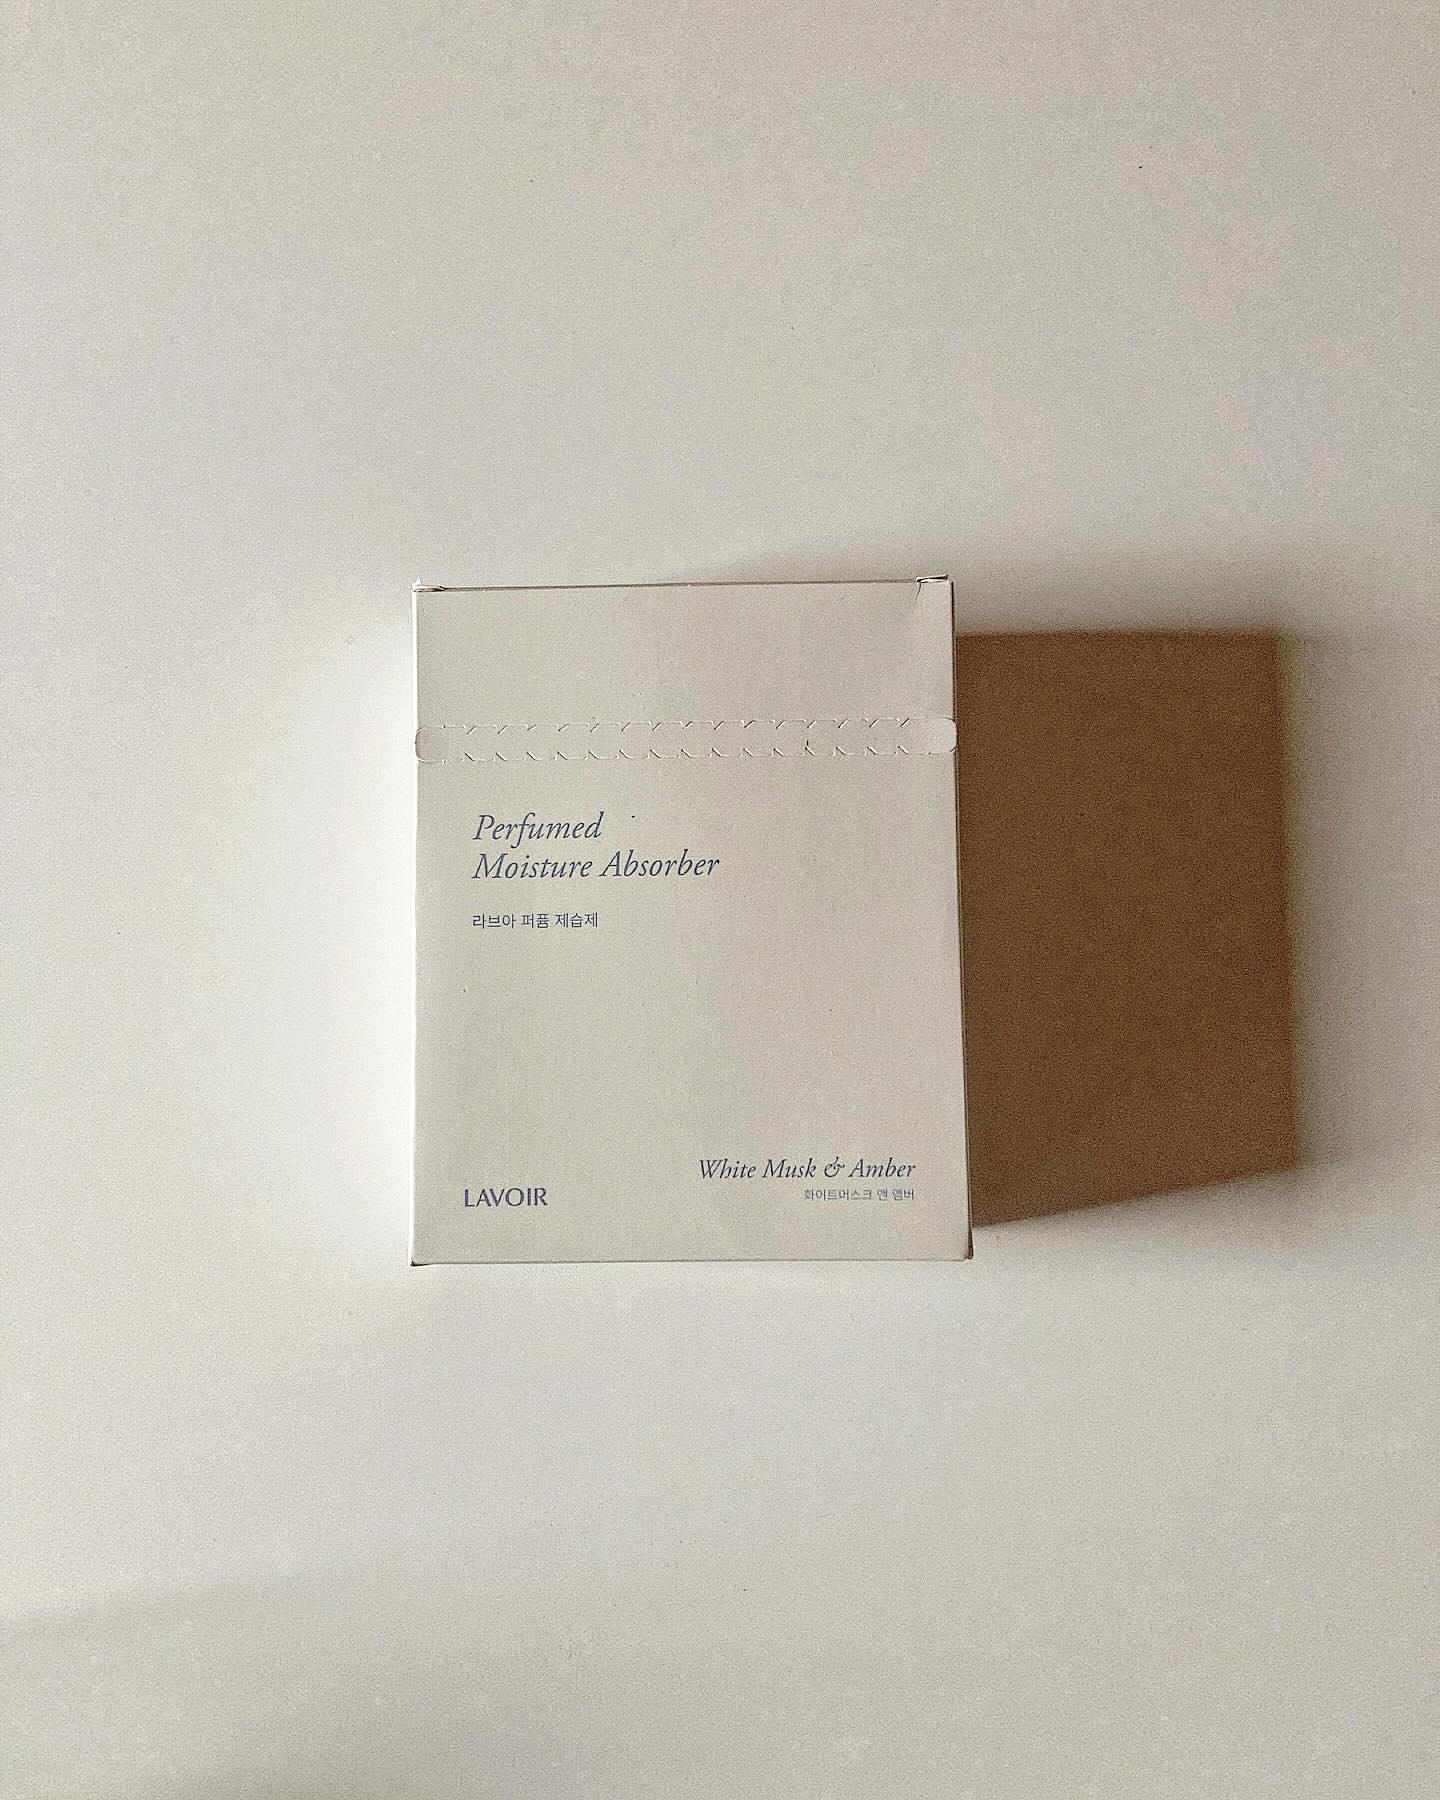 Perfumed
Moisture Absorber
라브아 퍼퓸 제습제
White Musk & Amber
화이트머스크 앤 앰버
LAVOIR